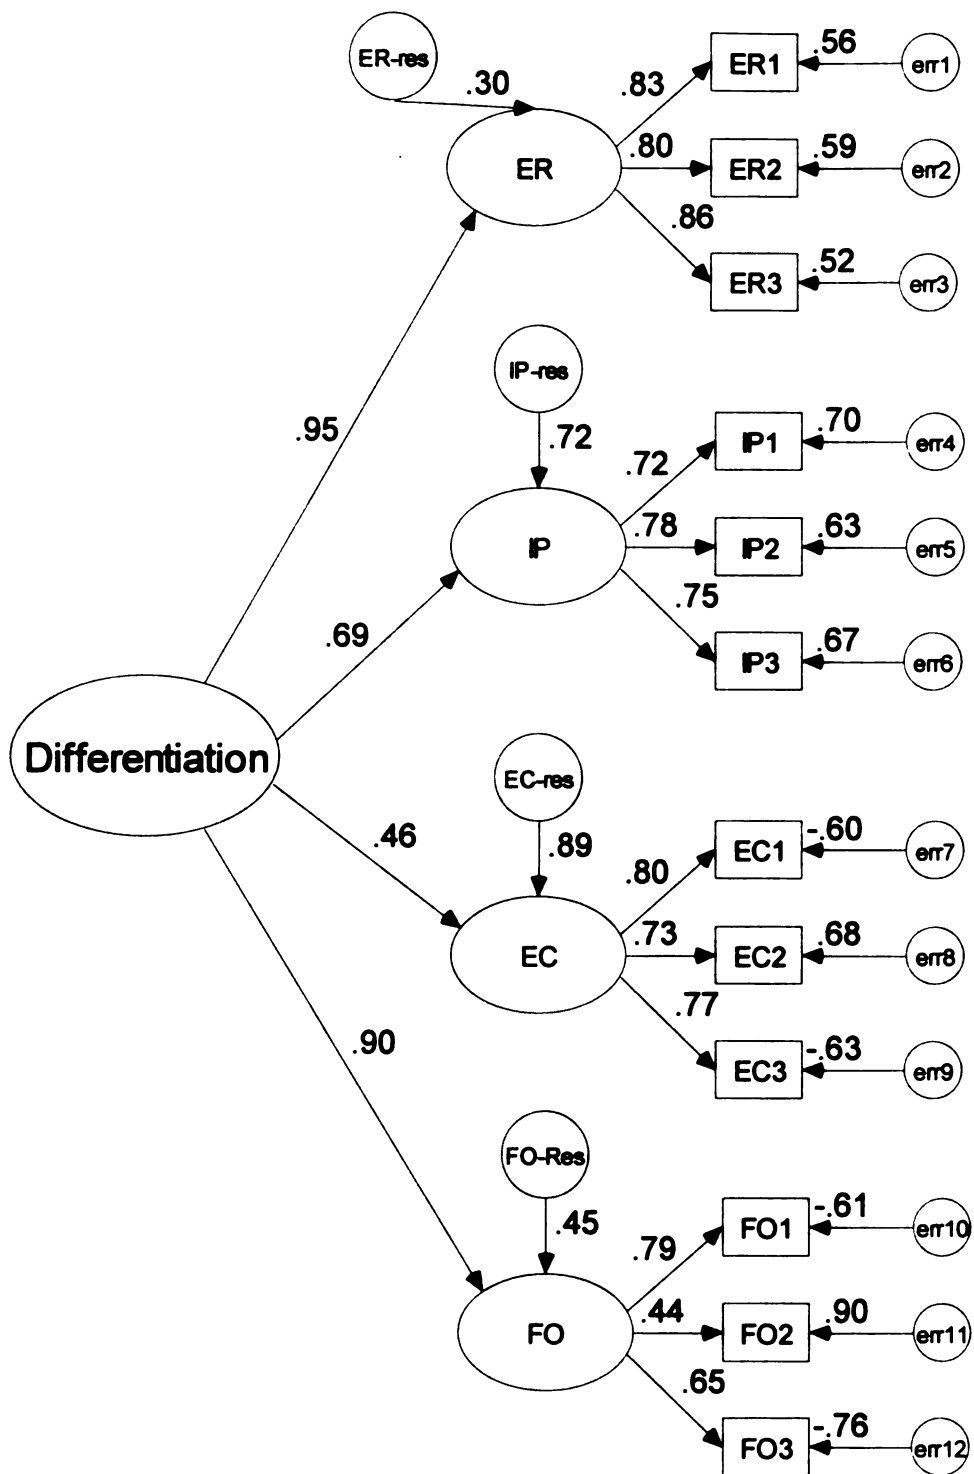 ER-res
.30
ER
.83
ER1
.56
err1
.80
ER2
.59
err2
.86
ER3
.52
err3
.95
IP-res
.72
IP
.72
IP1
.70
err4
.78
IP2
.63
err5
.75
IP3
.67
err6
.69
Differentiation
EC-res
.89
.46
EC
.80
EC1
-.60
err7
.73
EC2
.68
err8
.77
EC3
-.63
err9
.90
FO-Res
.45
FO
.79
FO1
-.61
err10
.44
FO2
.90
err11
.65
FO3
-.76
err12